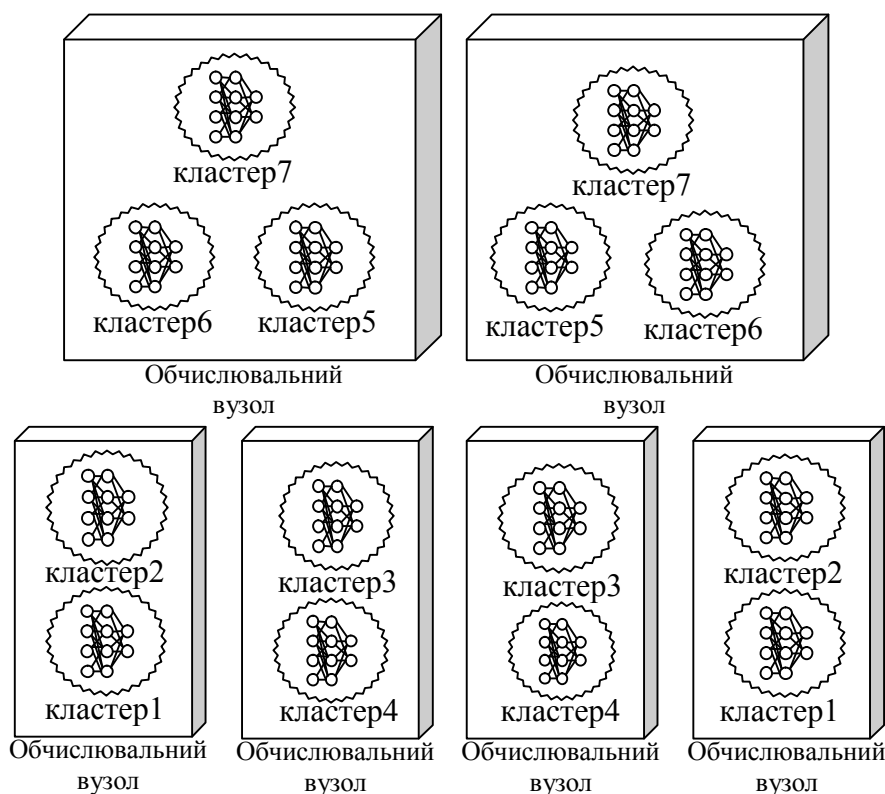 кластер7
кластер6 кластер5
Обчислювальний
вузол
кластер7
кластер5 кластер6
Обчислювальний
вузол
кластер2
кластер1
Обчислювальний
вузол
кластер3
кластер4
Обчислювальний
вузол
кластер3
кластер4
Обчислювальний
вузол
кластер2
кластер1
Обчислювальний
вузол